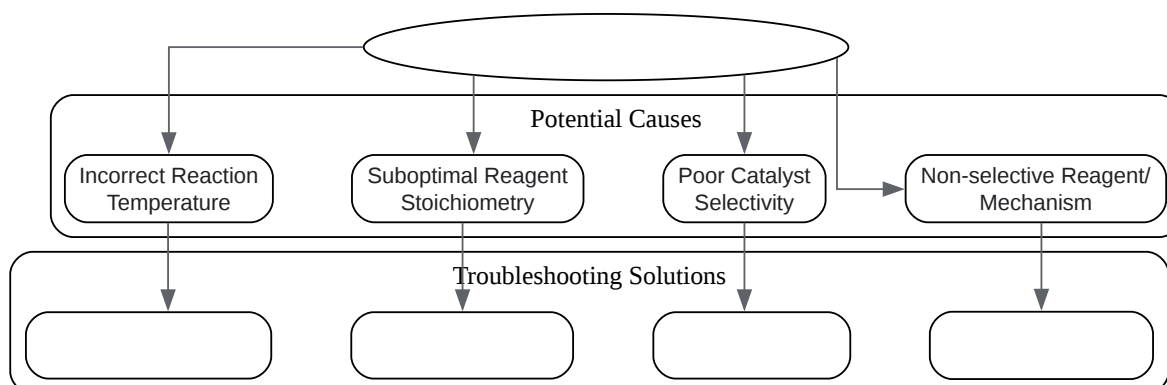 Potential Causes
Incorrect Reaction
Temperature
Suboptimal Reagent
Stoichiometry
Poor Catalyst
Selectivity
Non-selective Reagent/
Mechanism
Troubleshooting Solutions